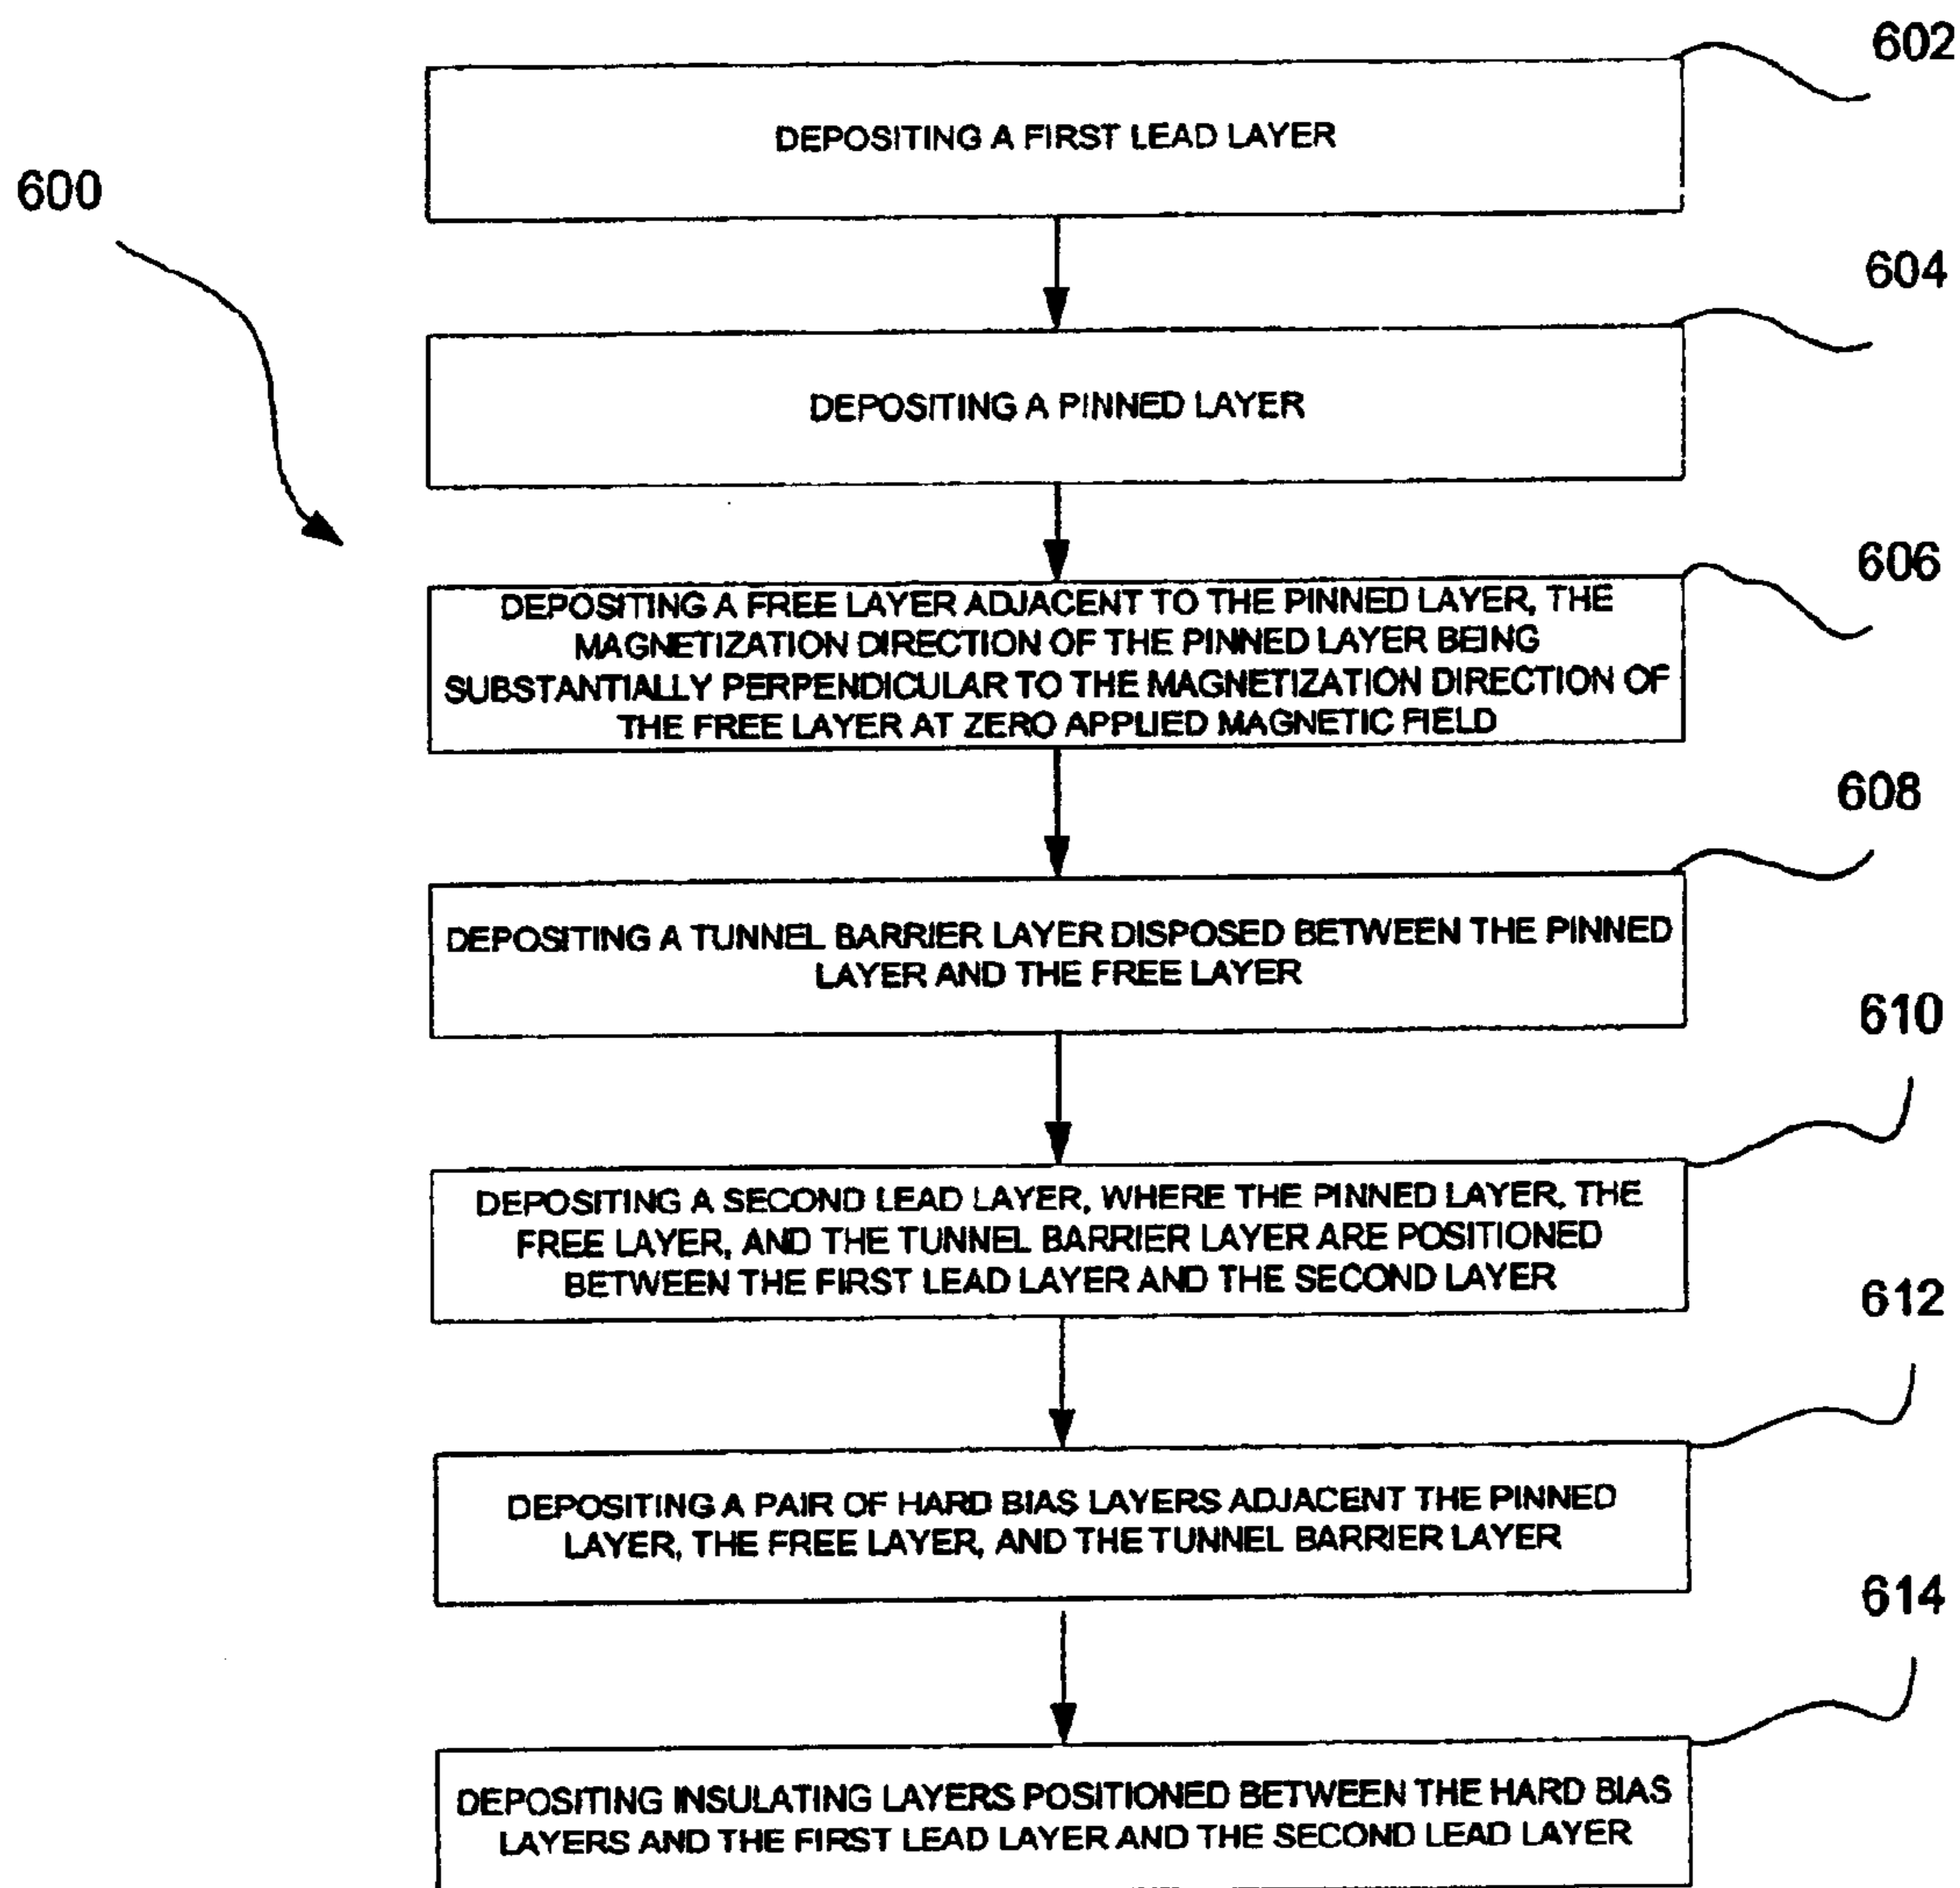 602
DEPOSITING A FIRST LEAD LAYER
600
604
DEPOSITING A PINNED LAYER
606
DEPOSITING A FREE LAYER ADJACENT TO THE PINNED LAYER, THE
MAGNETIZATION DIRECTION OF THE PINNED LAYER BEING
SUBSTANTIALLY PERPENDICULAR TO THE MAGNETIZATION DIRECTION OF
THE FREE LAYER AT ZERO APPLIED MAGNETIC FIELD
608
DEPOSITING A TUNNEL BARRIER LAYER DISPOSED BETWEEN THE PINNED
LAYER AND THE FREE LAYER
610
DEPOSITING A SECOND LEAD LAYER, WHERE THE PINNED LAYER, THE
FREE LAYER, AND THE TUNNEL BARRIER LAYER ARE POSITIONED
BETWEEN THE FIRST LEAD LAYER AND THE SECOND LAYER
612
DEPOSITING A PAIR OF HARD BIAS LAYERS ADJACENT THE PINNED
LAYER, THE FREE LAYER, AND THE TUNNEL BARRIER LAYER
614
DEPOSITING INSULATING LAYERS POSITIONED BETWEEN THE HARD BIAS
LAYERS AND THE FIRST LEAD LAYER AND THE SECOND LEAD LAYER